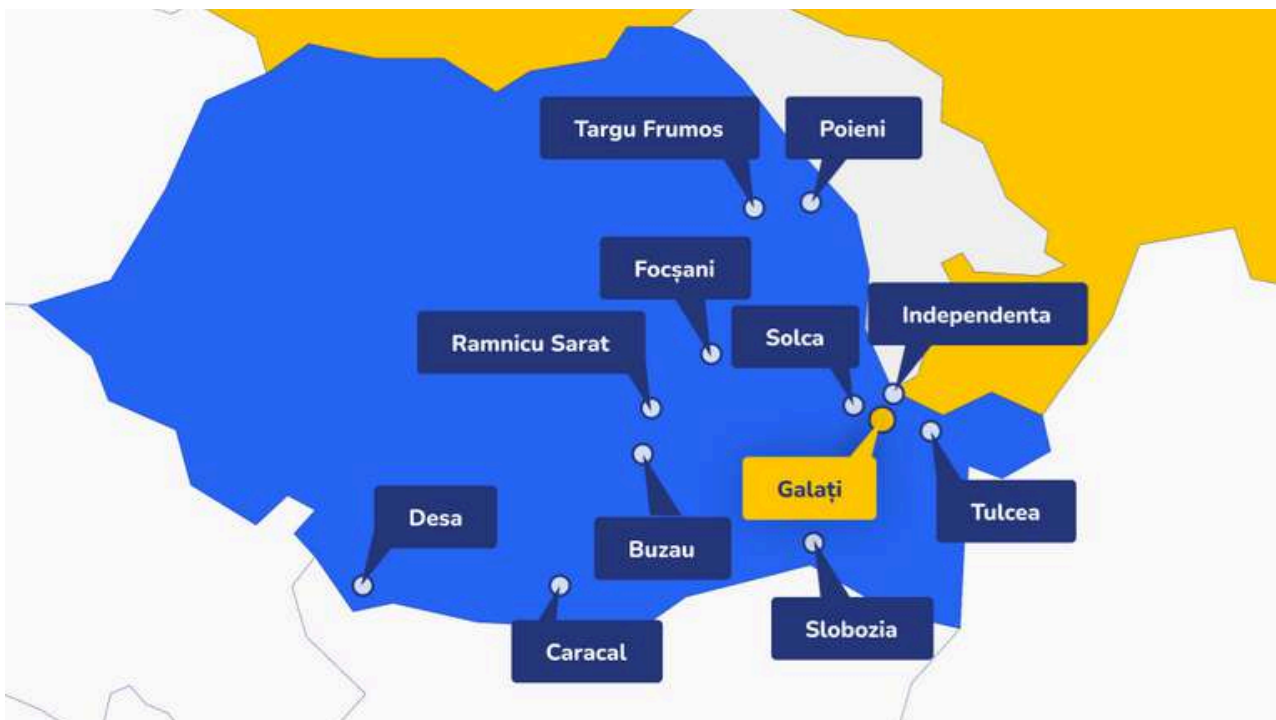 Targu Frumos
Poieni
Focșani
Independenta
Solca
Ramnicu Sarat
Galați
Desa
Tulcea
Buzau
Slobozia
Caracal